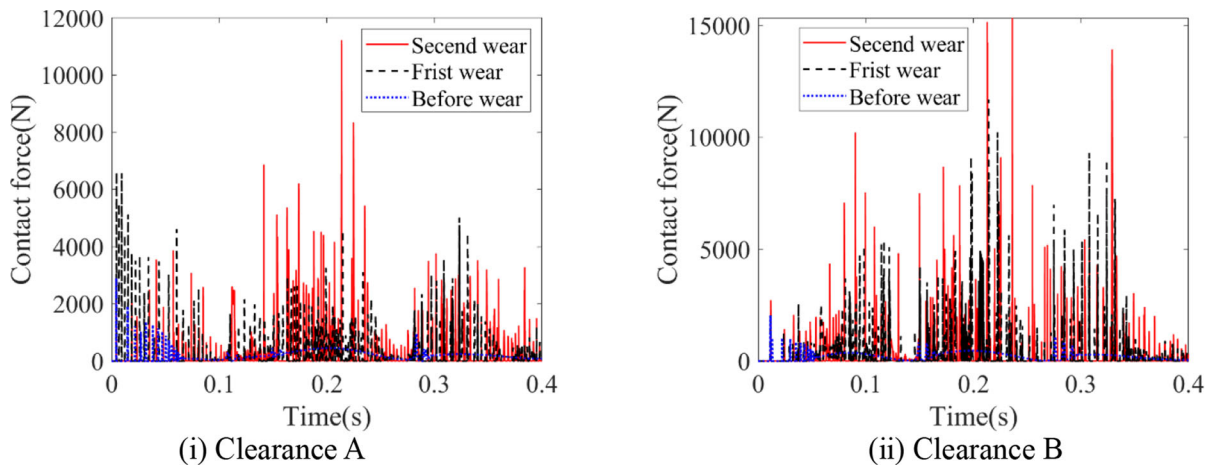 12000
10000
8000
6000
4000
2000
0
Contact force(N)
Secend wear
Frist wear
Before wear
0 0.1 0.2 0.3 0.4
Time(s)
(i) Clearance A
15000
10000
5000
0
Contact force(N)
Secend wear
Frist wear
Before wear
0 0.1 0.2 0.3 0.4
Time(s)
(ii) Clearance B